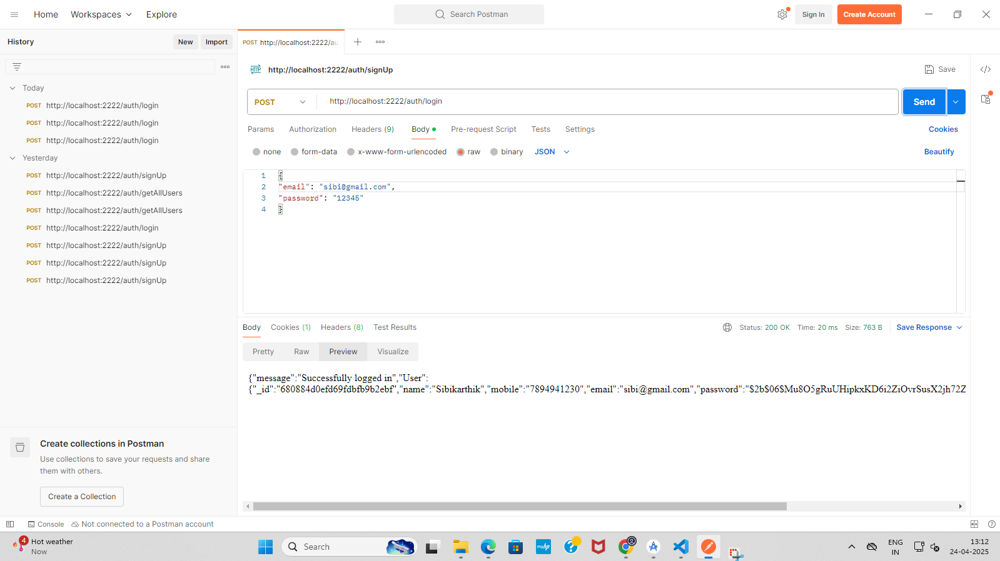 Home Workspaces Explore Search Postman Sign In Create Account
History New Import
POST http://localhost:2222/au
HTTP http://localhost:2222/auth/signUp Save
Today
POST http://localhost:2222/auth/login
POST http://localhost:2222/auth/login
POST http://localhost:2222/auth/login
Yesterday
POST http://localhost:2222/auth/signUp
POST http://localhost:2222/auth/getAllUsers
POST http://localhost:2222/auth/getAllUsers
POST http://localhost:2222/auth/login
POST http://localhost:2222/auth/signUp
POST http://localhost:2222/auth/signUp
POST http://localhost:2222/auth/signUp
Create collections in Postman
Use collections to save your requests and share
them with others.
Create a Collection
POST http://localhost:2222/auth/login Send
Params Authorization Headers (9) Body Pre-request Script Tests Settings Cookies
none form-data x-www-form-urlencoded raw binary JSON Beautify
1 {
2 "email": "sibi@gmail.com",
3 "password": "12345"
4 }
Body Cookies (1) Headers (8) Test Results Status: 200 OK Time: 20 ms Size: 763 B Save Response
Pretty Raw Preview Visualize
{"message":"Successfully logged in","User":
{"_id":"680884d0efd69fdbfb9b2ebf","name":"Sibikarthik","mobile":"7894941230","email":"sibi@gmail.com","password":"$2b$06$Mu8O5gRuUHipkxKD6i2ZiOvrSusX2jh72Z
Console Not connected to a Postman account
4 Hot weather
Now
Search
myhp
ENG
IN
13:12
24-04-2025